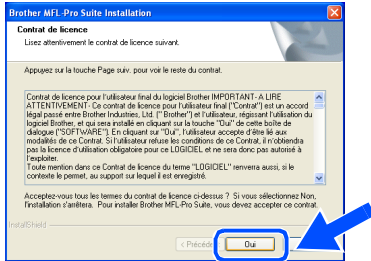 Brother MFL-Pro Suite Installation
Contrat de licence
Lisez attentivement le contrat de licence suivant.
Appuyez sur la touche Page suiv. pour voir le reste du contrat.
Contrat de licence pour l'utilisateur final du logiciel Brother IMPORTANT- A LIRE
ATTENTIVEMENT- Ce contrat de licence pour l'utilisateur final ("Contrat") est un accord
légal passé entre Brother Industries, Ltd. (" Brother") et l'utilisateur, régissant l'utilisation du
logiciel Brother, et qui sera installé en cliquant sur la touche "Oui" de cette boîte de
dialogue ("SOFTWARE"). En cliquant sur "Oui", l'utilisateur accepte d'être lié aux
modalités de ce Contrat. Si l'utilisateur refuse les conditions de ce Contrat, il n'obtiendra
pas la licence d'utilisation obligatoire pour ce LOGICIEL et ne sera donc pas autorisé à
l'exploiter.
Toute mention dans ce Contrat de licence du terme "LOGICIEL" renverra aussi, si le
contexte le permet, au support sur lequel il est enregistré.
Acceptez-vous tous les termes du contrat de licence ci-dessus ? Si vous sélectionnez Non,
l'installation s'arrêtera. Pour installer Brother MFL-Pro Suite, vous devez accepter ce contrat.
InstallShield
< Précéde
Oui